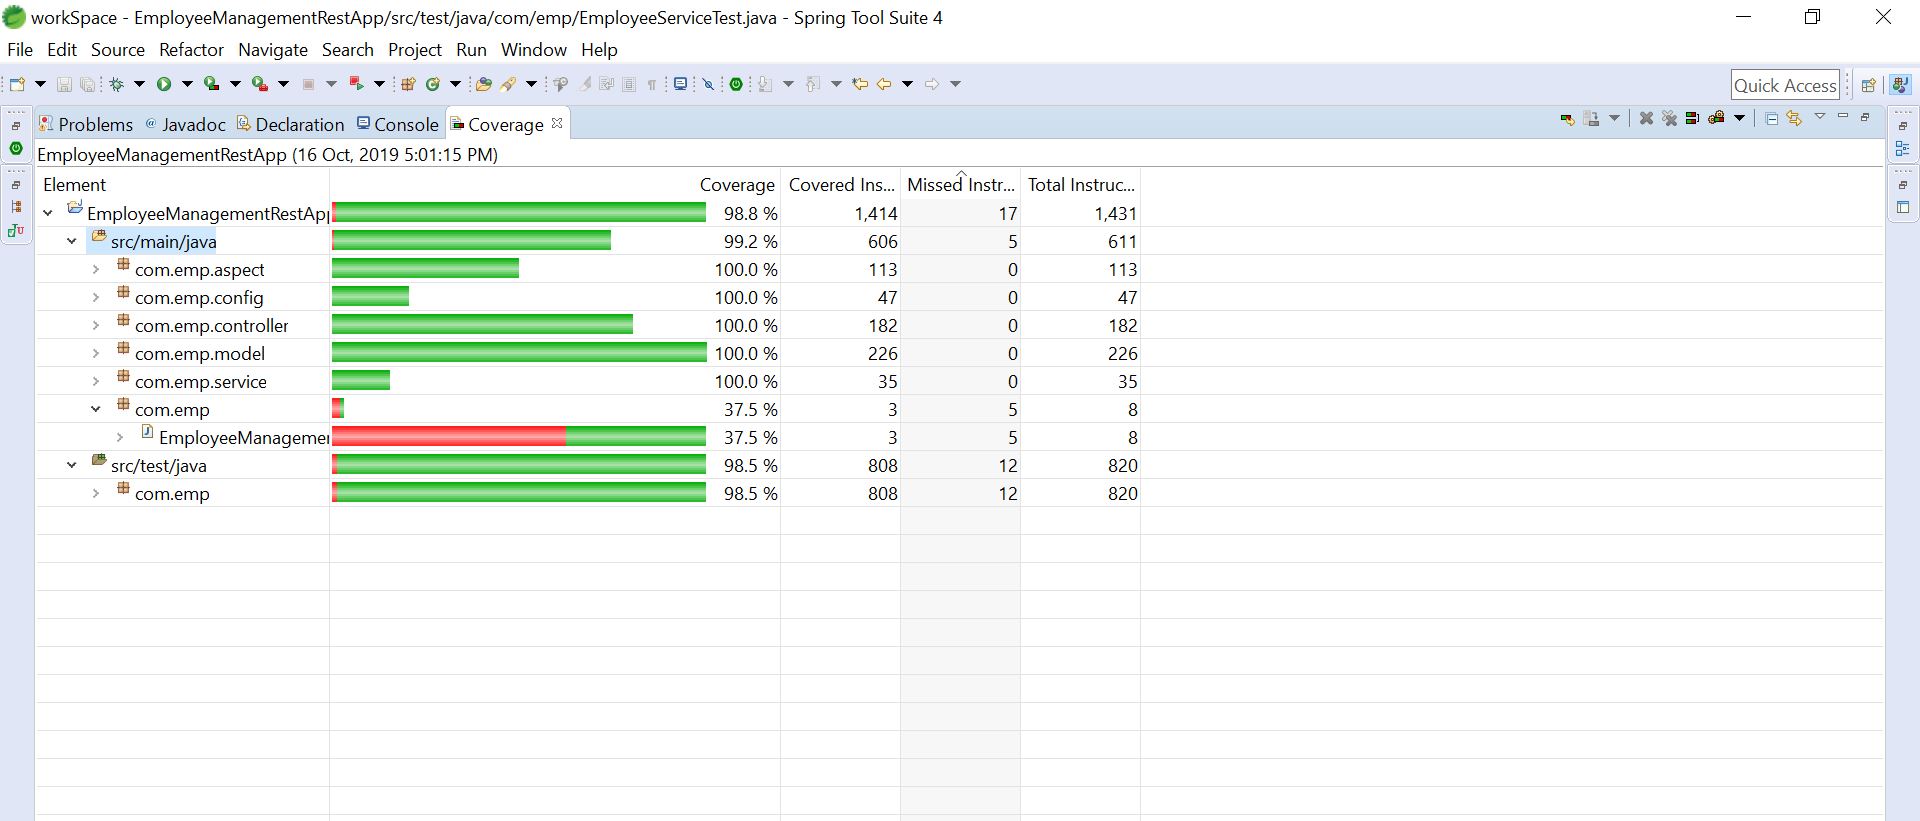 workSpace - EmployeeManagementRestApp/src/test/java/com/emp/EmployeeServiceTest.java - Spring Tool Suite 4
File Edit Source Refactor Navigate Search Project Run Window Help
Quick Access
Problems @ Javadoc Declaration Console Coverage
EmployeeManagementRestApp (16 Oct, 2019 5:01:15 PM)
Element Coverage Covered Ins... Missed Instr... Total Instruc...
EmployeeManagementRestApp 98.8 % 1,414 17 1,431
src/main/java 99.2 % 606 5 611
com.emp.aspect 100.0 % 113 0 113
com.emp.config 100.0 % 47 0 47
com.emp.controller 100.0 % 182 0 182
com.emp.model 100.0 % 226 0 226
com.emp.service 100.0 % 35 0 35
com.emp 37.5 % 3 5 8
EmployeeManagemen 37.5 % 3 5 8
src/test/java 98.5 % 808 12 820
com.emp 98.5 % 808 12 820